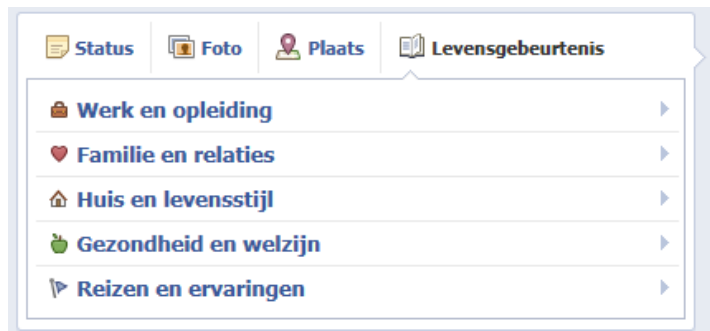 Status Foto Plaats Levensgebeurtenis
Werk en opleiding
Familie en relaties
Huis en levensstijl
Gezondheid en welzijn
Reizen en ervaringen